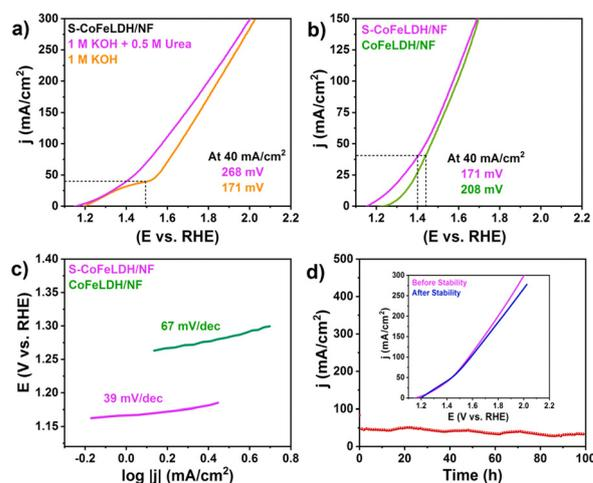 a)
S-CoFeLDH/NF
1 M KOH + 0.5 M Urea
1 M KOH
At 40 mA/cm²
268 mV
171 mV
j (mA/cm²)
300
250
200
150
100
50
0
1.2 1.4 1.6 1.8 2.0 2.2
(E vs. RHE)
b)
S-CoFeLDH/NF
CoFeLDH/NF
At 40 mA/cm²
171 mV
208 mV
j (mA/cm²)
150
125
100
75
50
25
0
1.2 1.4 1.6 1.8 2.0 2.2
(E vs. RHE)
c)
S-CoFeLDH/NF
CoFeLDH/NF
67 mV/dec
39 mV/dec
E (V vs. RHE)
1.40
1.35
1.30
1.25
1.20
1.15
-0.2 0.0 0.2 0.4 0.6 0.8
log |j| (mA/cm²)
d)
j (mA/cm²)
500
400
300
200
100
0
0 20 40 60 80 100
Time (h)
Before Stability
After Stability
j (mA/cm²)
300
250
200
150
100
50
0
1.2 1.4 1.6 1.8 2.0 2.2
E (V vs. RHE)